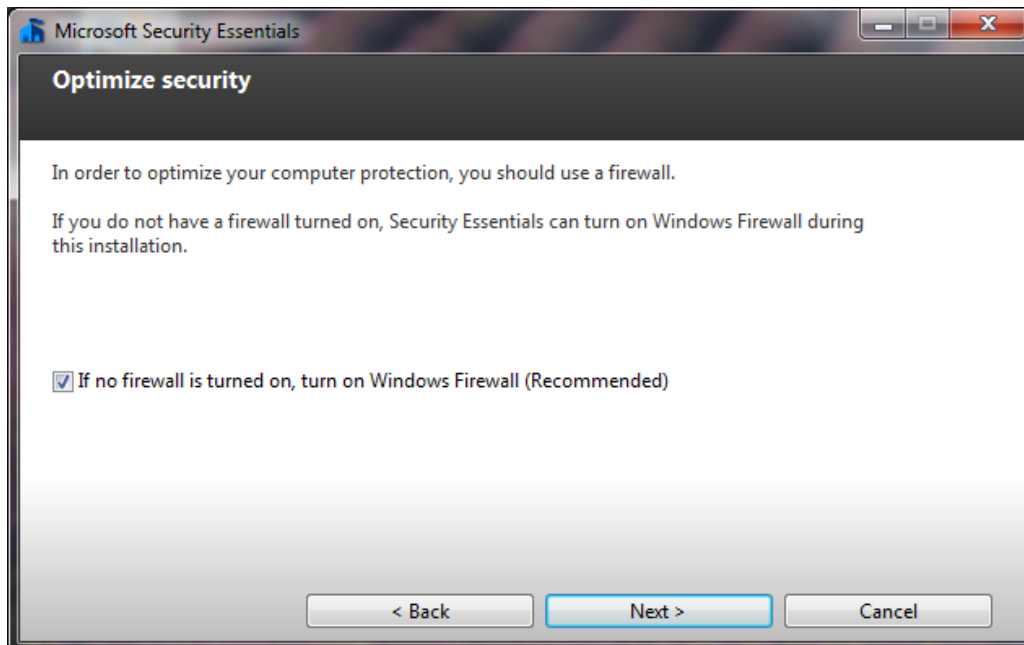 Microsoft Security Essentials
Optimize security
In order to optimize your computer protection, you should use a firewall.
If you do not have a firewall turned on, Security Essentials can turn on Windows Firewall during
this installation.
If no firewall is turned on, turn on Windows Firewall (Recommended)
< Back Next > Cancel